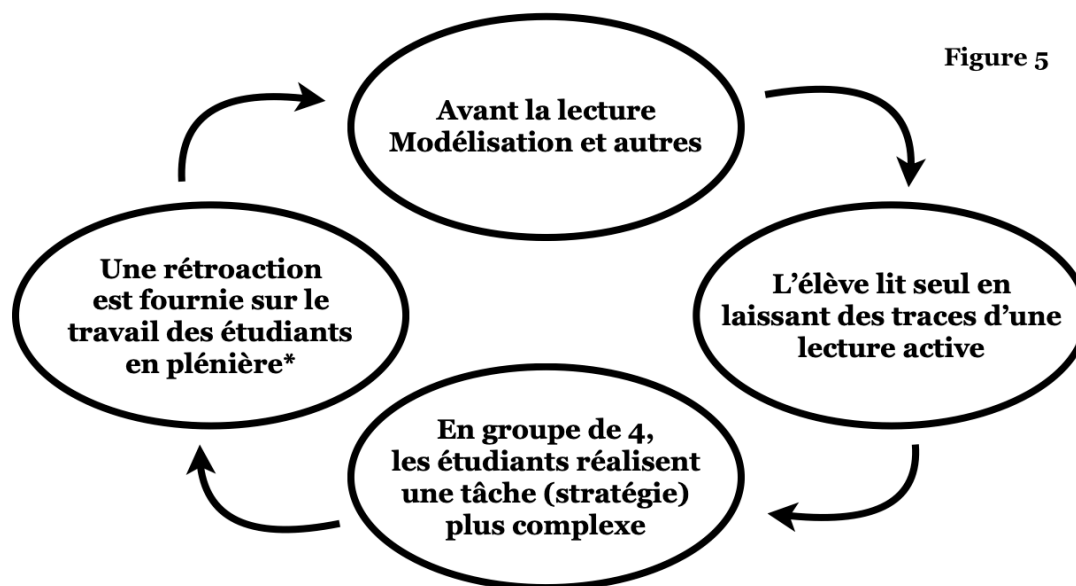 Figure 5
Avant la lecture
Modélisation et autres
L’élève lit seul en
laissant des traces d’une
lecture active
En groupe de 4,
les étudiants réalisent
une tâche (stratégie)
plus complexe
Une rétroaction
est fournie sur le
travail des étudiants
en plénière*